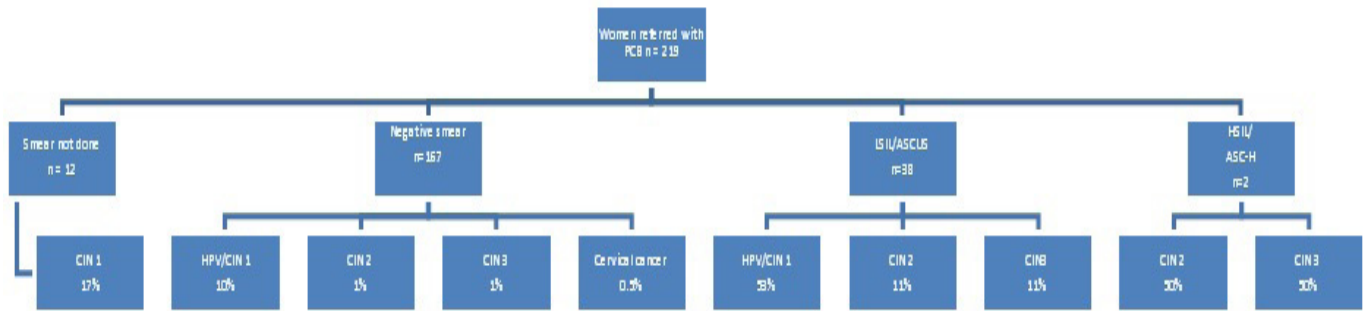 Women referred with
PCB n = 219
Smear not done
n = 12
Negative smear
n=167
LSIL/ASCUS
n=38
HSIL/
ASC-H
n=2
CIN 1
17%
HPV/CIN 1
10%
CIN 2
1%
CIN 3
1%
Cervical cancer
0.5%
HPV/CIN 1
53%
CIN 2
11%
CIN3
11%
CIN 2
50%
CIN 3
50%